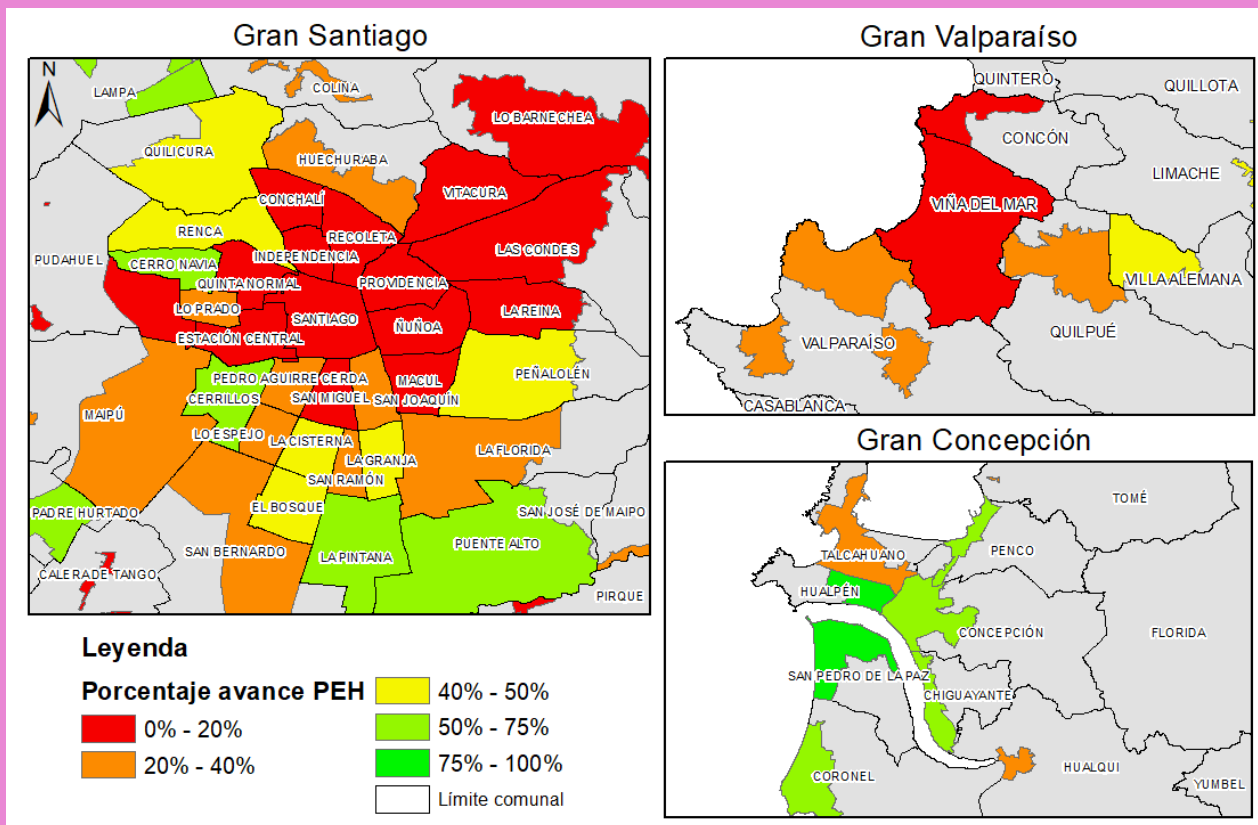 Gran Santiago
N
LAMPA
COLINA
LO BARNECHEA
QUILICURA
HUECHURABA
VITACURA
CONCHALÍ
RECOLETA
RENCA
LAS CONDES
INDEPENDENCIA
PUDAHUEL
CERRO NAVIA
QUINTA NORMAL
PROVIDENCIA
LO PRADO
SANTIAGO
LA REINA
ÑUÑOA
ESTACIÓN CENTRAL
PEDRO AGUIRRE CERDA
MACUL
PEÑALOLÉN
CERRILLOS
SAN MIGUEL
SAN JOAQUÍN
MAIPÚ
LO ESPEJO
LA CISTERNA
LA FLORIDA
LA GRANJA
SAN RAMÓN
EL BOSQUE
PADRE HURTADO
SAN JOSÉ DE MAIPO
SAN BERNARDO
LA PINTANA
PUENTE ALTO
CALERA DE TANGO
PIRQUE
Gran Valparaíso
QUINTERO
QUILLOTA
CONCÓN
LIMACHE
VIÑA DEL MAR
VILLA ALEMANA
QUILPUÉ
VALPARAÍSO
CASABLANCA
Gran Concepción
TOMÉ
TALCAHUANO
PENCO
HUALPÉN
CONCEPCIÓN
FLORIDA
SAN PEDRO DE LA PAZ
CHIGUAYANTE
CORONEL
HUALQUI
YUMBEL
Leyenda
Porcentaje avance PEH
0% - 20%
20% - 40%
40% - 50%
50% - 75%
75% - 100%
Límite comunal